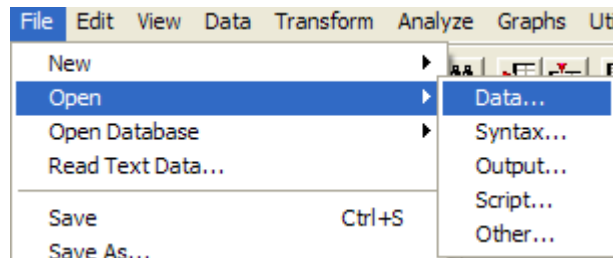 File Edit View Data Transform Analyze Graphs Uti
New
Open
Data...
Open Database
Syntax...
Read Text Data...
Output...
Script...
Save Ctrl+S
Other...
Save As...